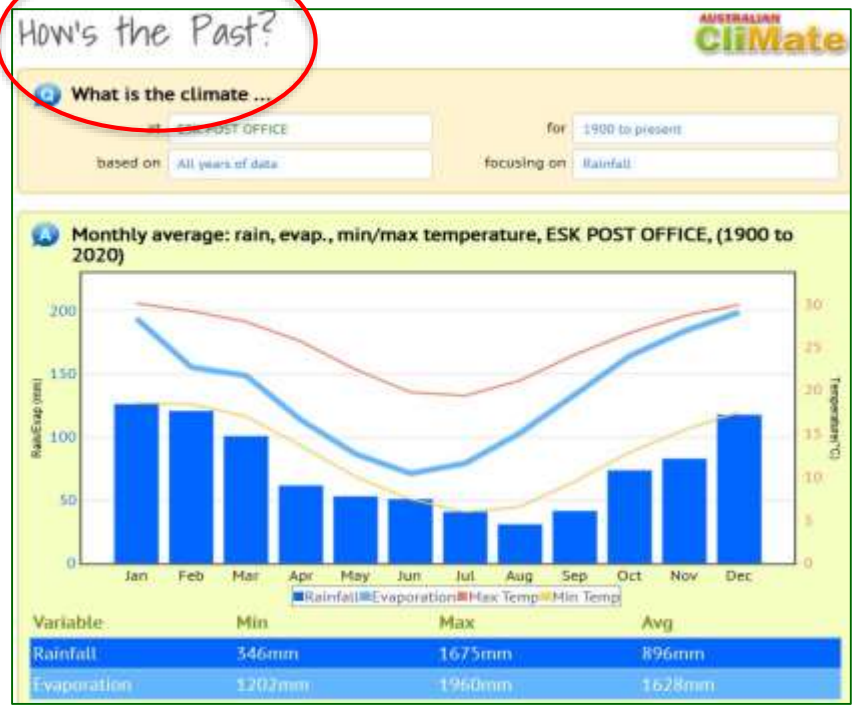 How's the Past?
AUSTRALIAN
CliMate
Q What is the climate ...
at ESK POST OFFICE for 1900 to present
based on All years of data focusing on Rainfall
A Monthly average: rain, evap., min/max temperature, ESK POST OFFICE, (1900 to
2020)
Rain/Evap (mm)
200
150
100
50
0
30
25
20
15
10
5
0
Temperature(°C)
Jan Feb Mar Apr May Jun Jul Aug Sep Oct Nov Dec
Rainfall Evaporation Max Temp Min Temp
Variable Min Max Avg
Rainfall 346mm 1675mm 896mm
Evaporation 1202mm 1960mm 1628mm